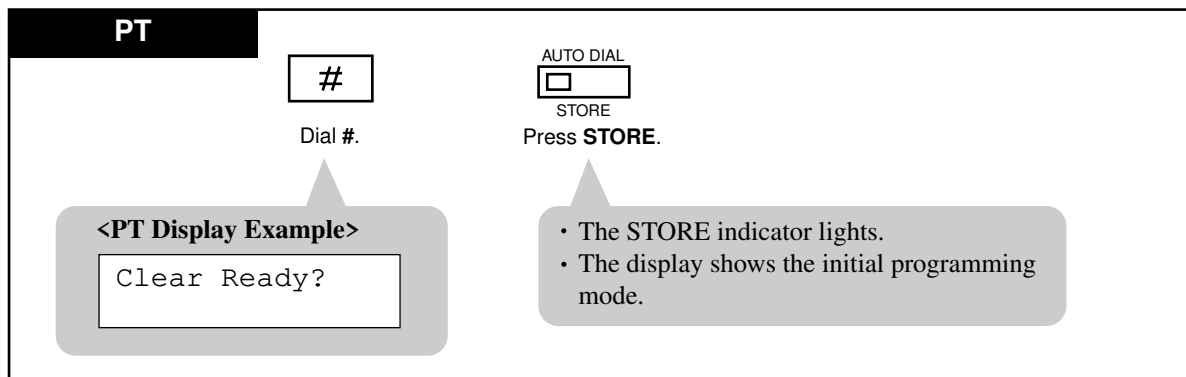 PT
#
AUTO DIAL
STORE
Dial #.
Press STORE.
<PT Display Example>
Clear Ready?
· The STORE indicator lights.
· The display shows the initial programming
mode.